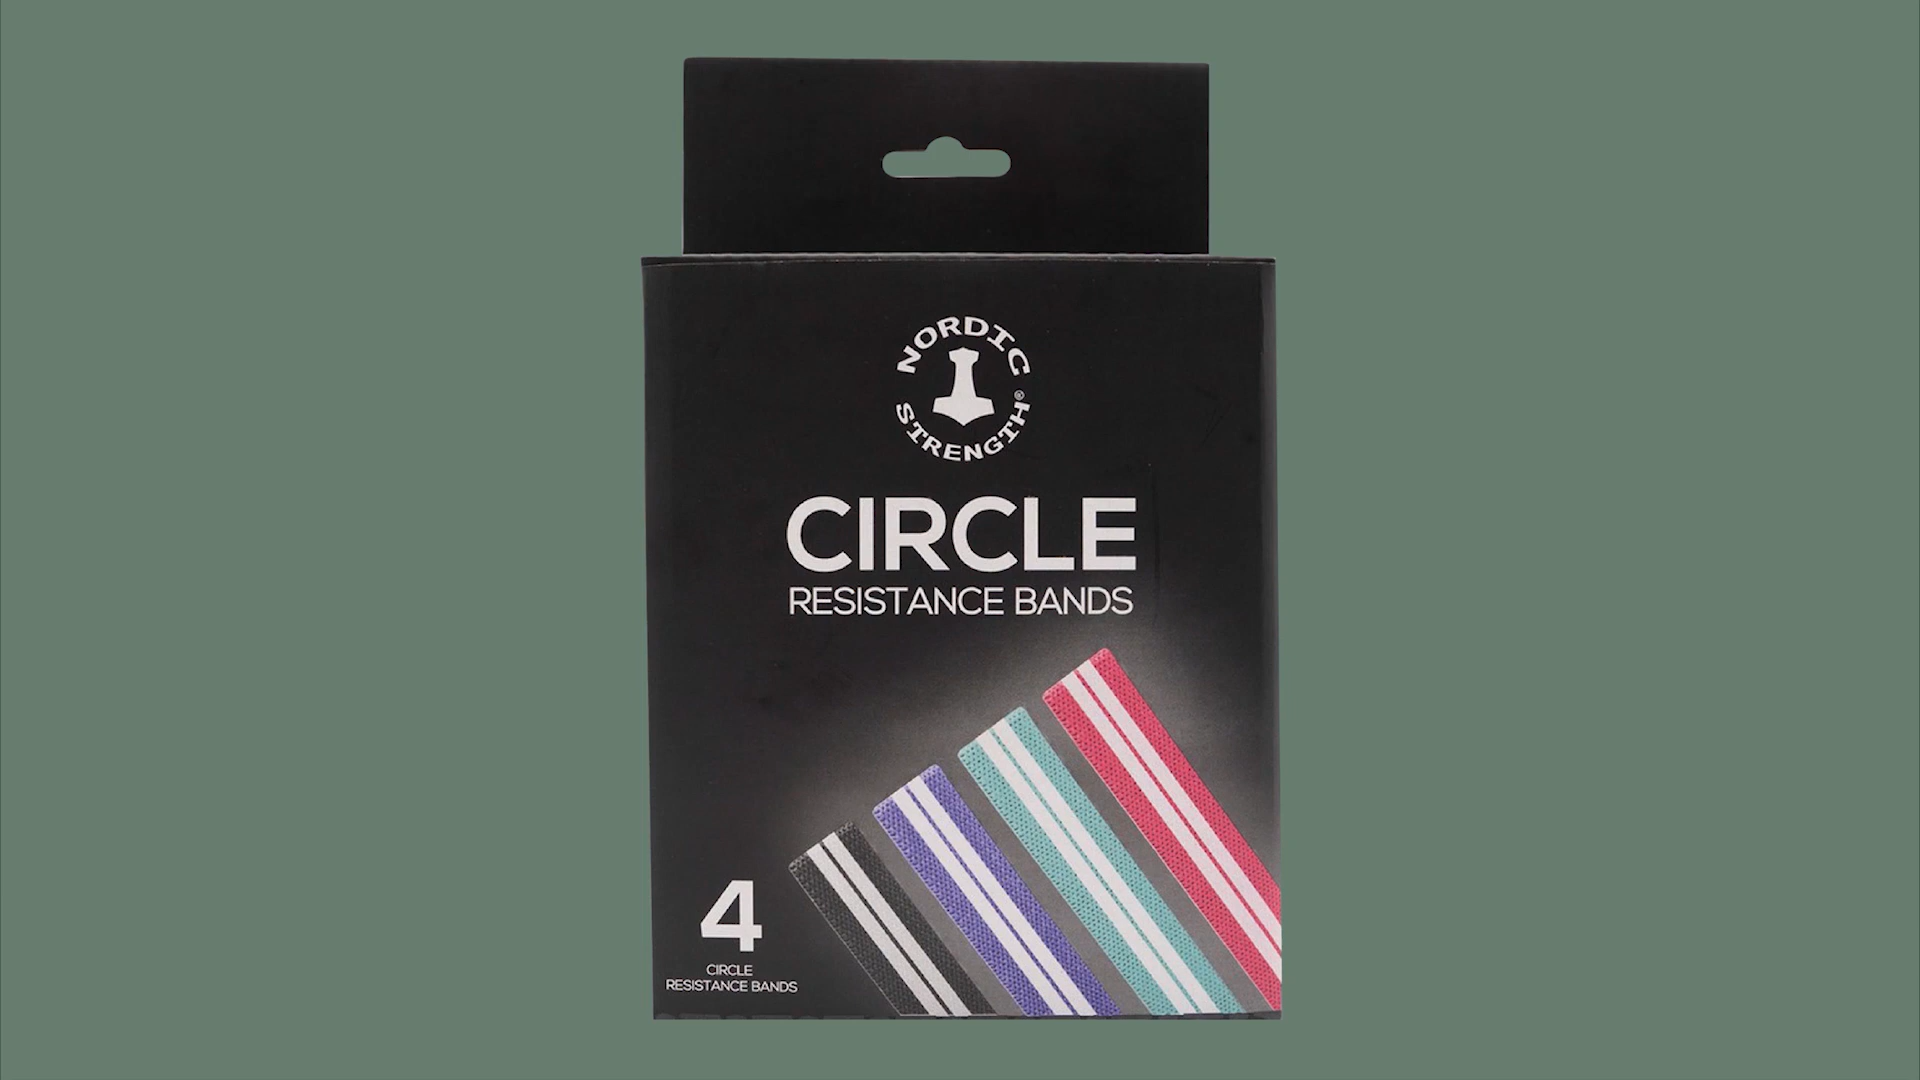 NORDIC
STRENGTH®
CIRCLE
RESISTANCE BANDS
4
CIRCLE
RESISTANCE BANDS